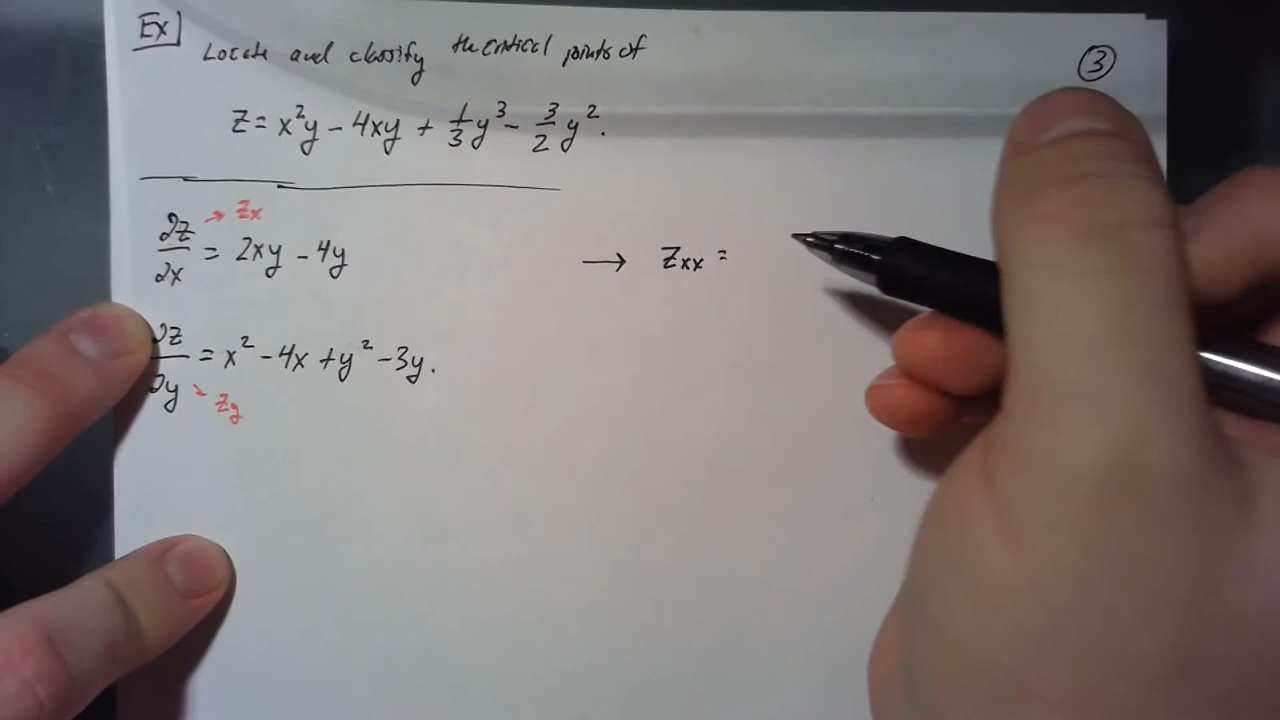 Ex
③
Locate and classify the critical points of
z = x²y - 4xy + 1/3 y³ - 3/2 y².
∂z/∂x = 2xy - 4y
→ zx
→ zxx =
∂z/∂y = x² - 4x + y² - 3y.
→ zy